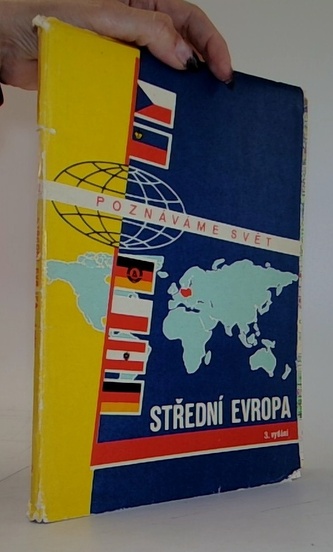 POZNÁVÁME SVĚT
STŘEDNÍ EVROPA
3. vydání